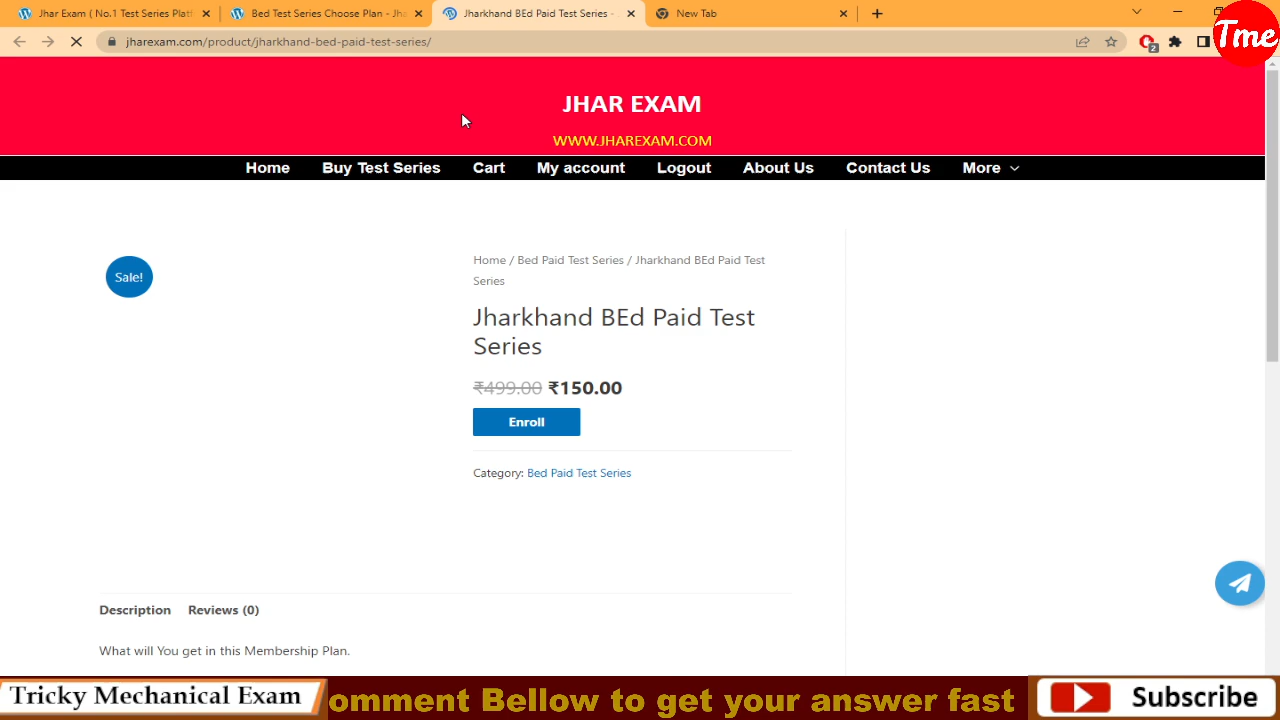 Jhar Exam ( No.1 Test Series Platf
Bed Test Series Choose Plan - Jha
Jharkhand BEd Paid Test Series -
New Tab
jharexam.com/product/jharkhand-bed-paid-test-series/
2
Tme
JHAR EXAM
WWW.JHAREXAM.COM
Home Buy Test Series Cart My account Logout About Us Contact Us More
Sale!
Home / Bed Paid Test Series / Jharkhand BEd Paid Test
Series
Jharkhand BEd Paid Test
Series
₹499.00 ₹150.00
Enroll
Category: Bed Paid Test Series
Description Reviews (0)
What will You get in this Membership Plan.
Tricky Mechanical Exam
omment Bellow to get your answer fast
Subscribe